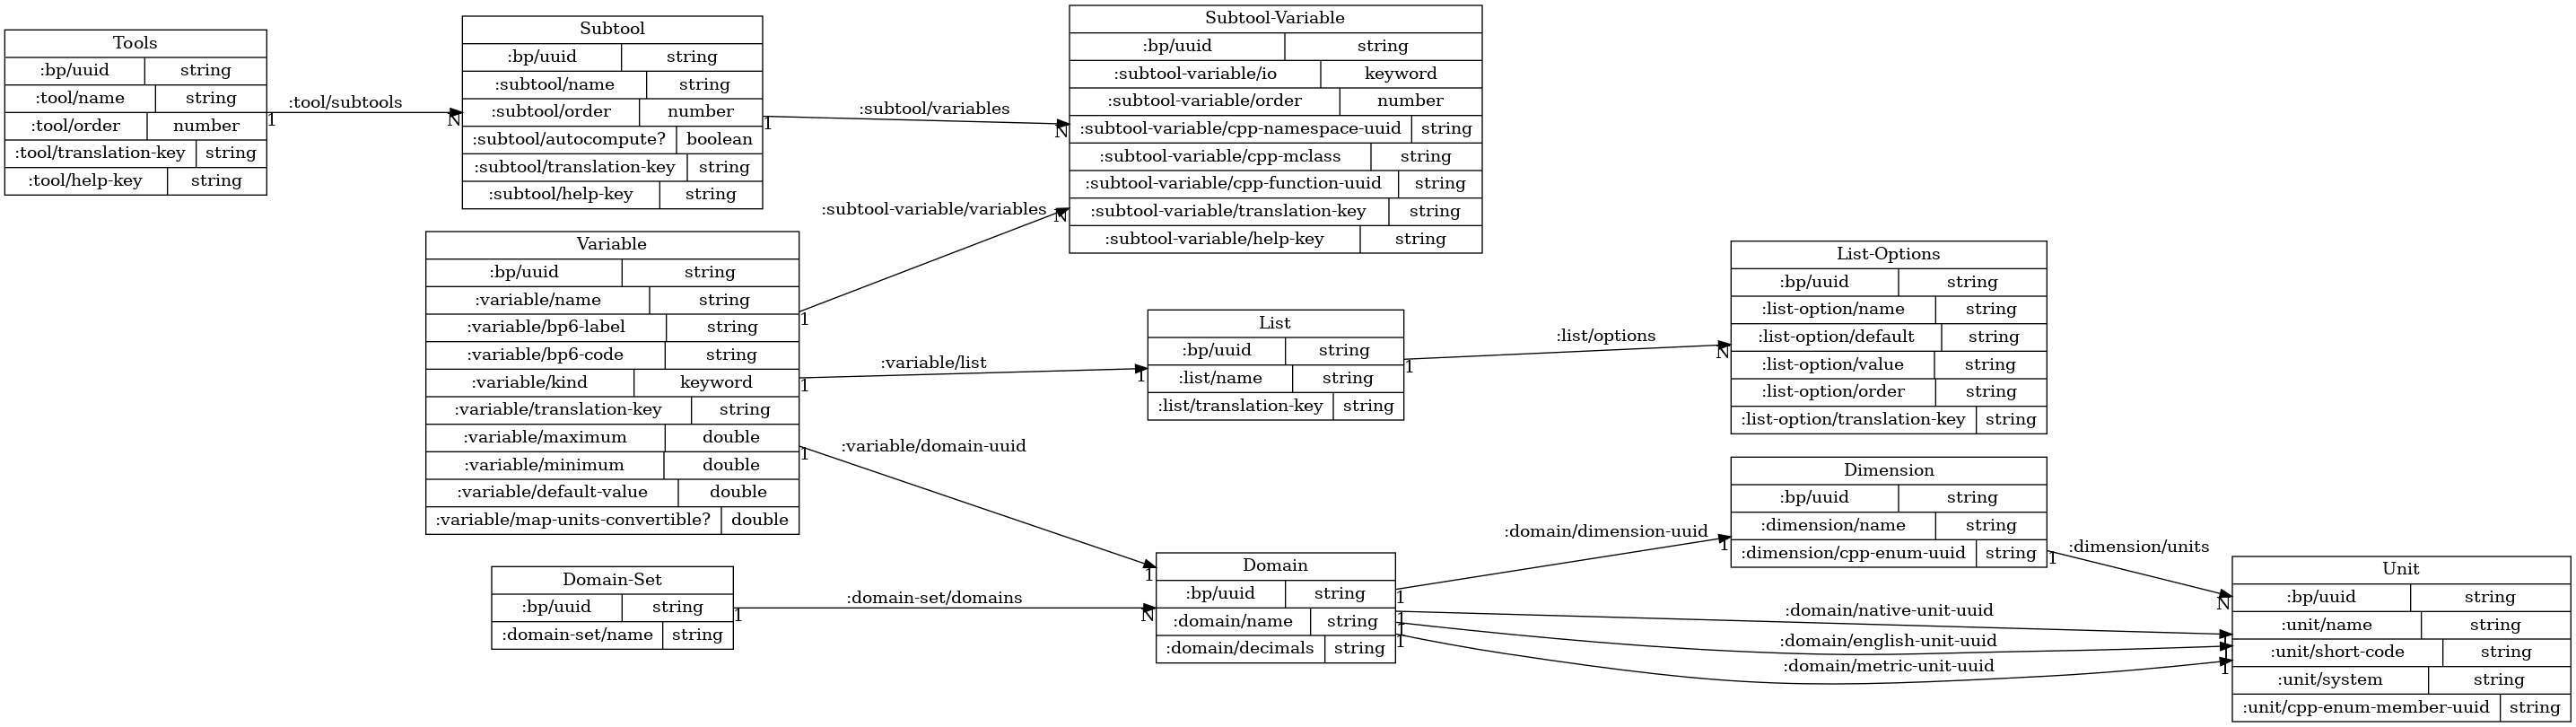 Tools
:bp/uuid string
:tool/name string
:tool/order number
:tool/translation-key string
:tool/help-key string
:tool/subtools
1
N
Subtool
:bp/uuid string
:subtool/name string
:subtool/order number
:subtool/autocompute? boolean
:subtool/translation-key string
:subtool/help-key string
:subtool/variables
1
N
Subtool-Variable
:bp/uuid string
:subtool-variable/io keyword
:subtool-variable/order number
:subtool-variable/cpp-namespace-uuid string
:subtool-variable/cpp-mclass string
:subtool-variable/cpp-function-uuid string
:subtool-variable/translation-key string
:subtool-variable/help-key string
Variable
:bp/uuid string
:variable/name string
:variable/bp6-label string
:variable/bp6-code string
:variable/kind keyword
:variable/translation-key string
:variable/maximum double
:variable/minimum double
:variable/default-value double
:variable/map-units-convertible? double
:subtool-variable/variables
1
N
:variable/list
1
1
:variable/domain-uuid
1
1
List
:bp/uuid string
:list/name string
:list/translation-key string
:list/options
1
N
List-Options
:bp/uuid string
:list-option/name string
:list-option/default string
:list-option/value string
:list-option/order string
:list-option/translation-key string
Domain-Set
:bp/uuid string
:domain-set/name string
:domain-set/domains
1
N
Domain
:bp/uuid string
:domain/name string
:domain/decimals string
:domain/dimension-uuid
1
1
:domain/native-unit-uuid
1
1
:domain/english-unit-uuid
1
1
:domain/metric-unit-uuid
1
1
Dimension
:bp/uuid string
:dimension/name string
:dimension/cpp-enum-uuid string
:dimension/units
1
N
Unit
:bp/uuid string
:unit/name string
:unit/short-code string
:unit/system string
:unit/cpp-enum-member-uuid string